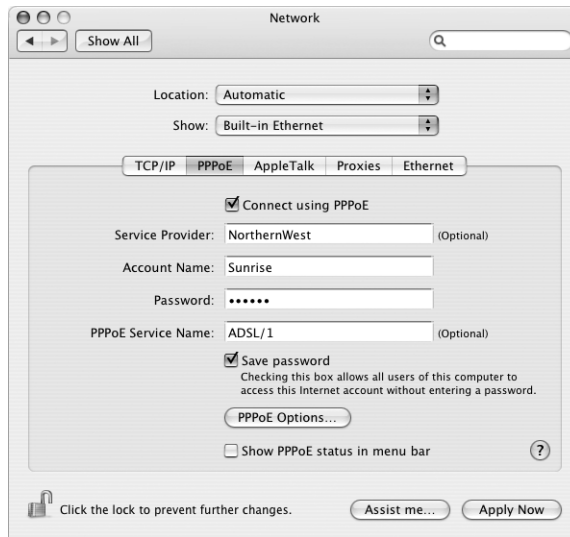 Network
Show All
Location: Automatic
Show: Built-in Ethernet
TCP/IP PPPoE AppleTalk Proxies Ethernet
Connect using PPPoE
Service Provider: NorthernWest (Optional)
Account Name: Sunrise
Password: ••••••
PPPoE Service Name: ADSL/1 (Optional)
Save password
Checking this box allows all users of this computer to
access this Internet account without entering a password.
PPPoE Options...
Show PPPoE status in menu bar ?
Click the lock to prevent further changes. Assist me... Apply Now